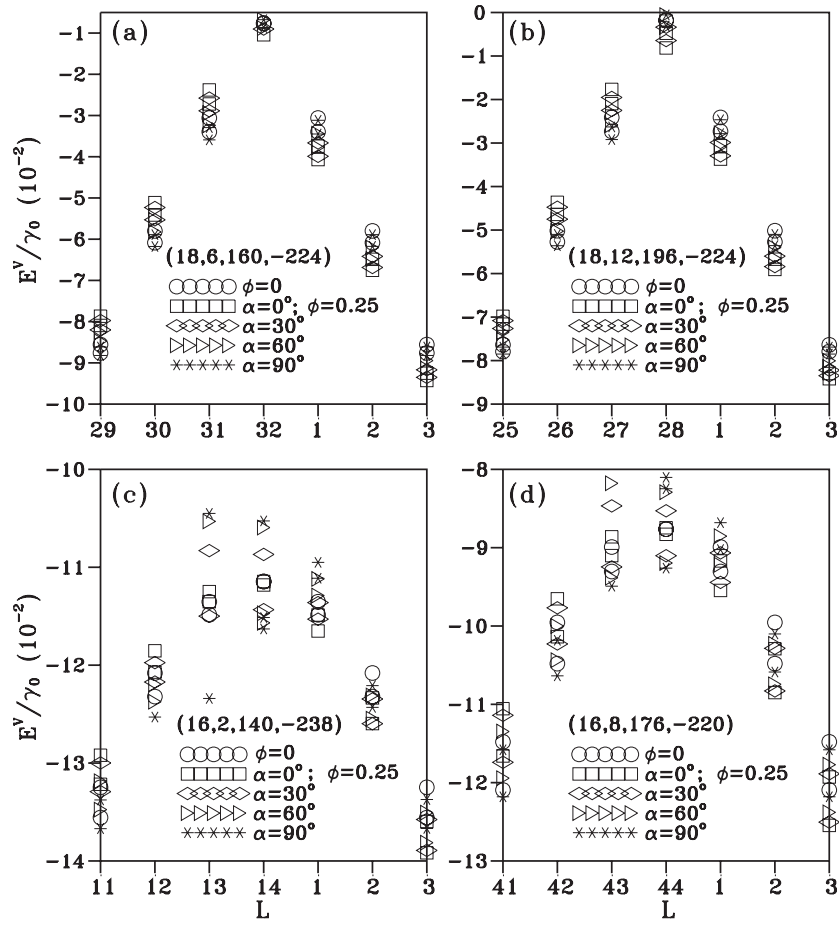 (a)
−1
−2
−3
−4
−5
−6
−7
−8
−9
−10
E^V/γ₀ (10⁻²)
(18,6,160,−224)
ϕ=0
α=0°; ϕ=0.25
α=30°
α=60°
α=90°
29 30 31 32 1 2 3
(b)
0
−1
−2
−3
−4
−5
−6
−7
−8
−9
(18,12,196,−224)
ϕ=0
α=0°; ϕ=0.25
α=30°
α=60°
α=90°
25 26 27 28 1 2 3
(c)
−10
−11
−12
−13
−14
E^V/γ₀ (10⁻²)
(16,2,140,−238)
ϕ=0
α=0°; ϕ=0.25
α=30°
α=60°
α=90°
11 12 13 14 1 2 3
L
(d)
−8
−9
−10
−11
−12
−13
(16,8,176,−220)
ϕ=0
α=0°; ϕ=0.25
α=30°
α=60°
α=90°
41 42 43 44 1 2 3
L